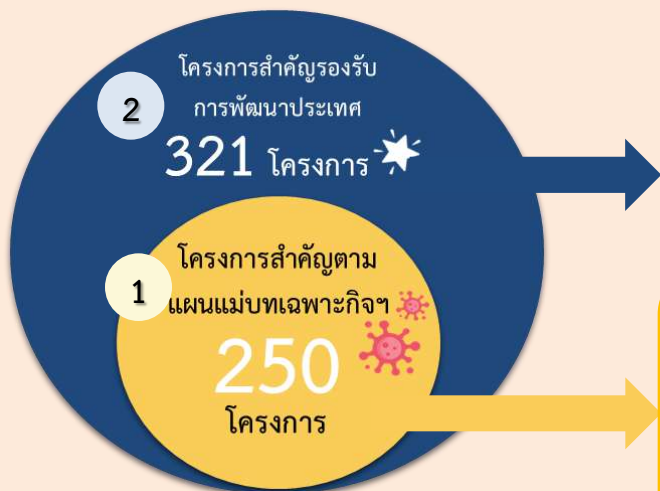 2
โครงการสำคัญรองรับ
การพัฒนาประเทศ
321 โครงการ
1
โครงการสำคัญตาม
แผนแม่บทเฉพาะกิจฯ
250
โครงการ